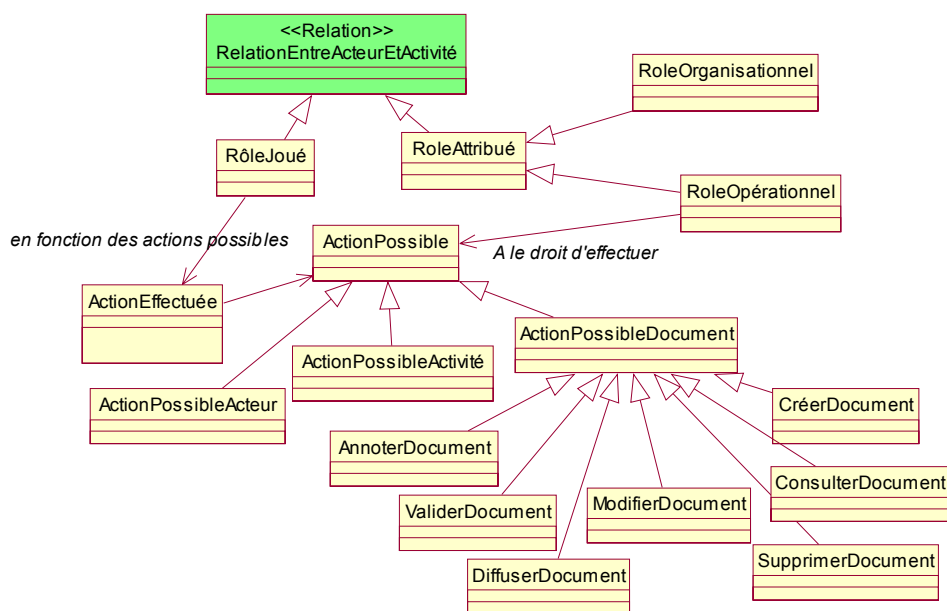 <<Relation>>
RelationEntreActeurEtActivité
RoleOrganisationnel
RôleJoué
RoleAttribué
RoleOpérationnel
en fonction des actions possibles
ActionPossible
A le droit d'effectuer
ActionEffectuée
ActionPossibleDocument
ActionPossibleActivité
ActionPossibleActeur
CréerDocument
AnnoterDocument
ConsulterDocument
ValiderDocument
ModifierDocument
SupprimerDocument
DiffuserDocument